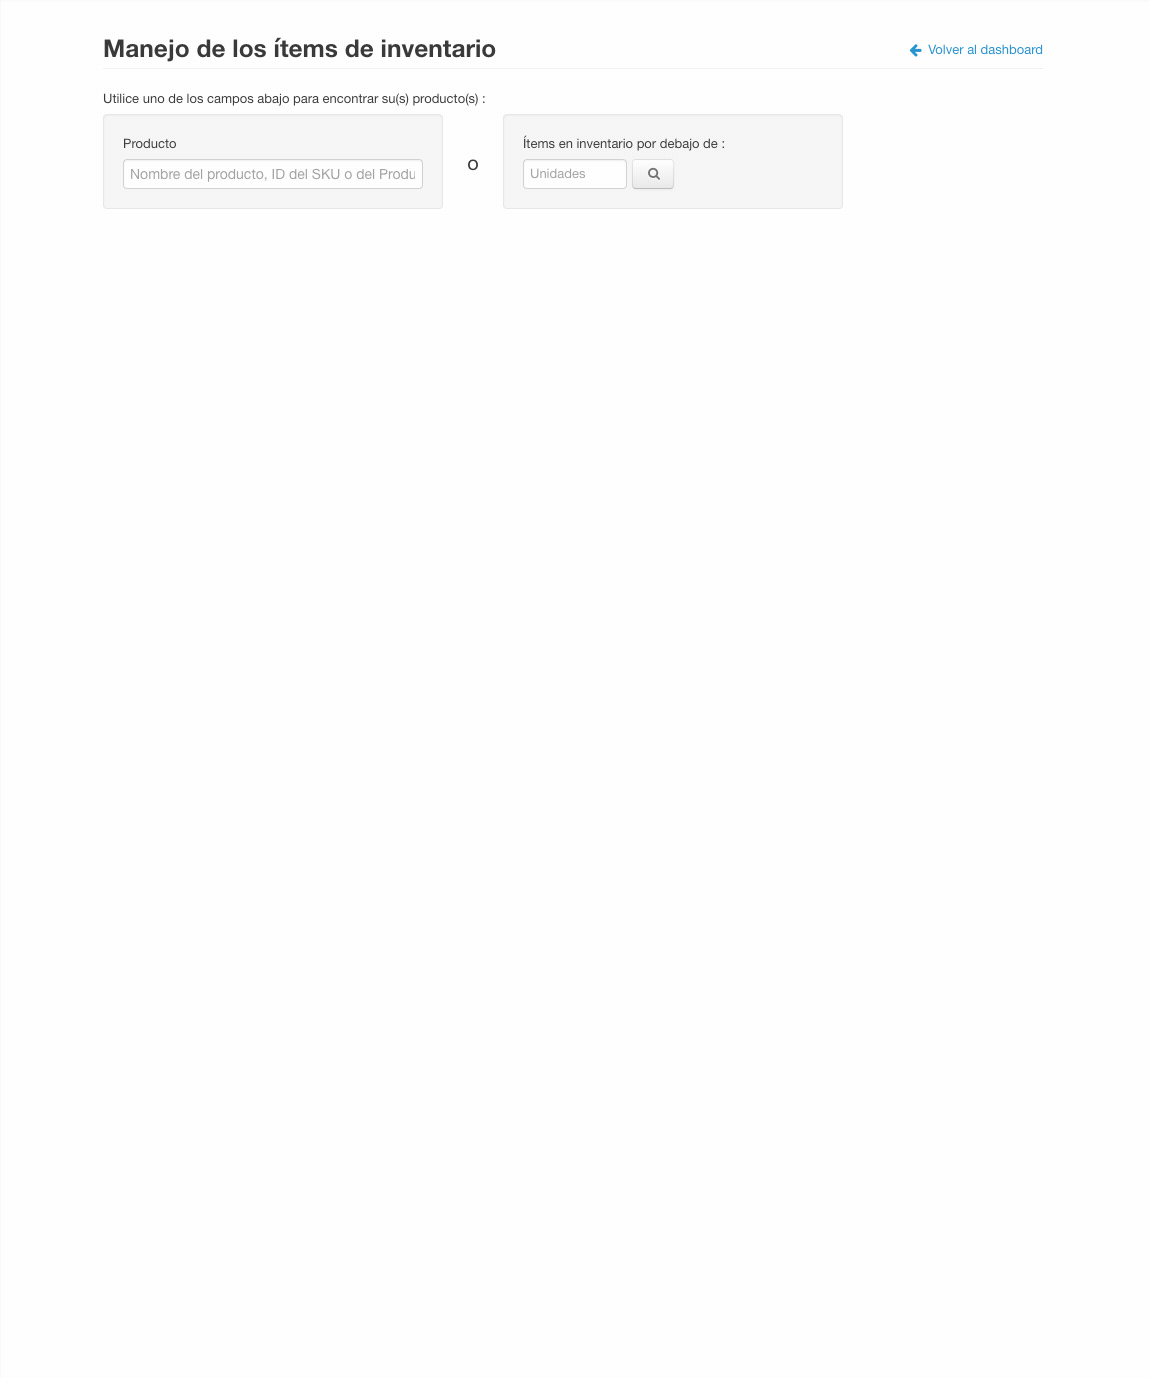 Manejo de los ítems de inventario
Volver al dashboard
Utilice uno de los campos abajo para encontrar su(s) producto(s) :
Producto
Nombre del producto, ID del SKU o del Produ
O
Ítems en inventario por debajo de :
Unidades